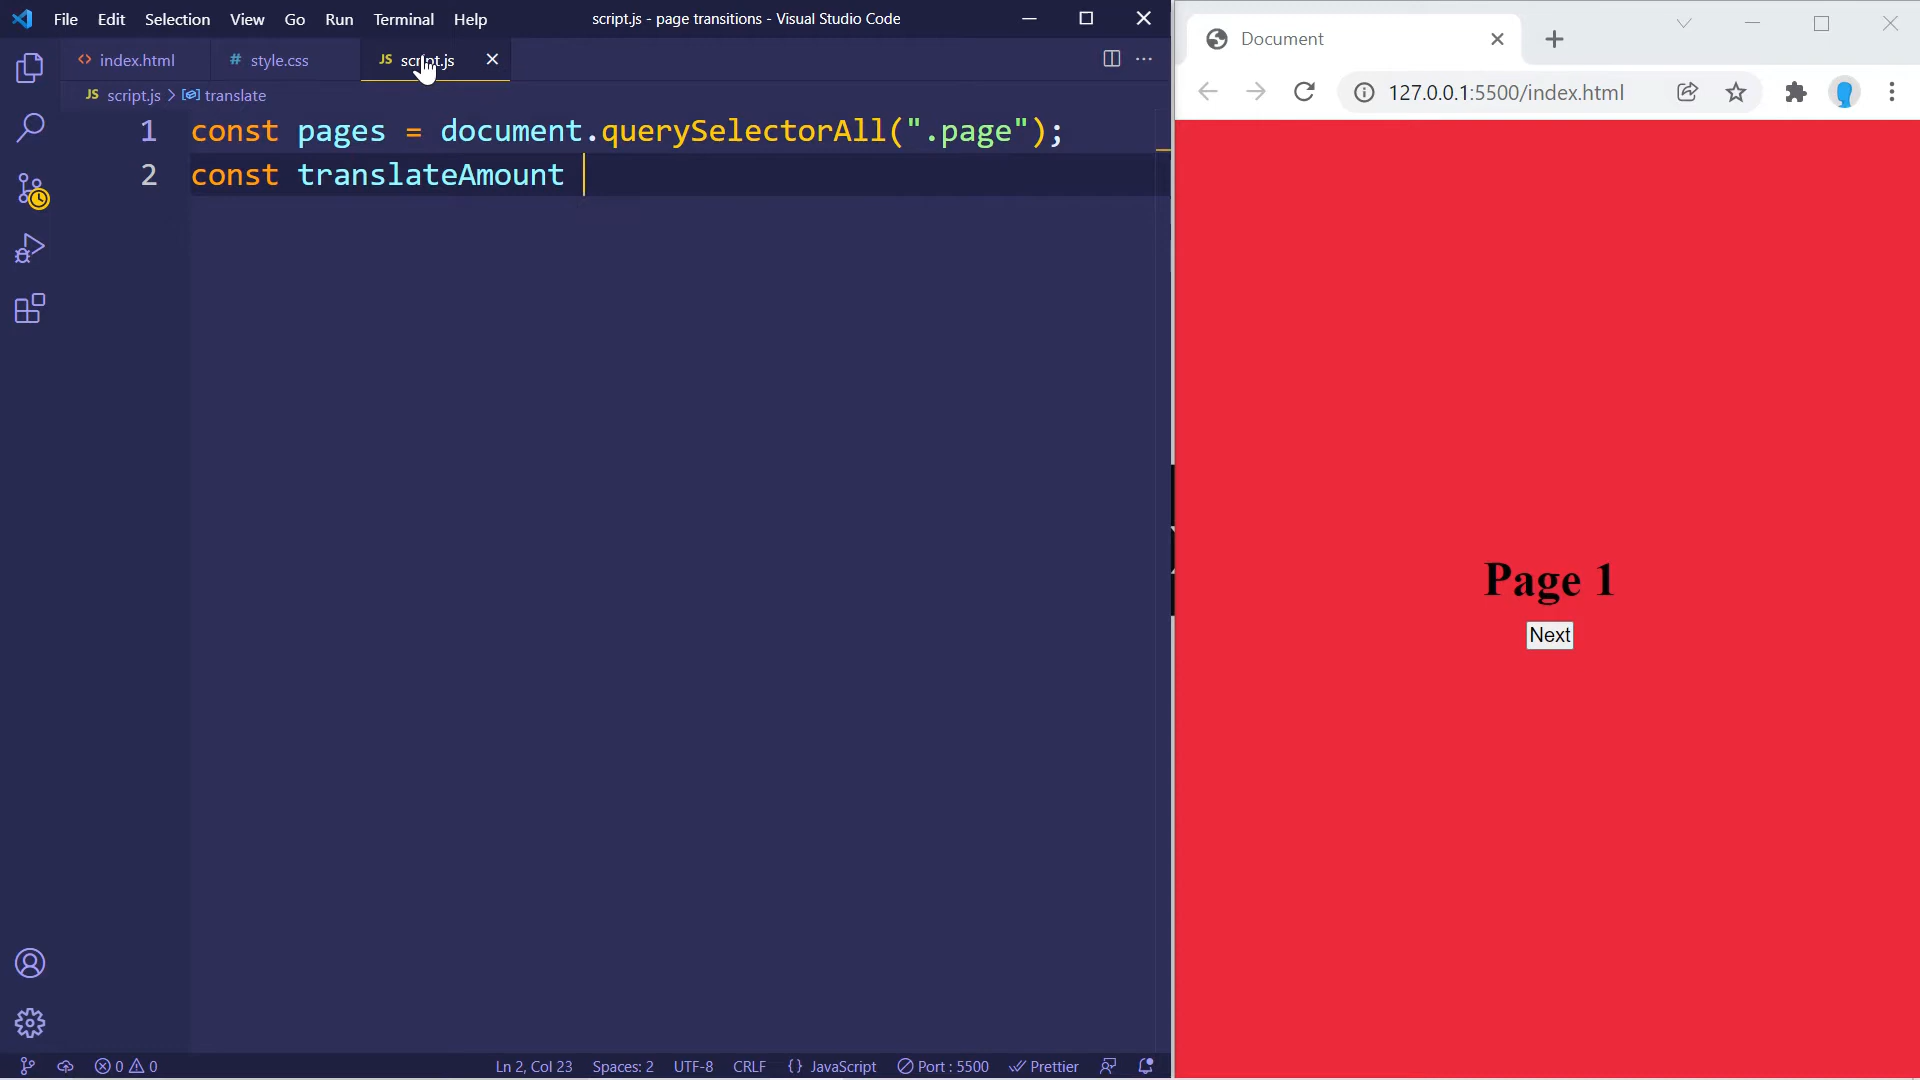 File Edit Selection View Go Run Terminal Help script.js - page transitions - Visual Studio Code
index.html # style.css JS script.js
JS script.js > translate
1 const pages = document.querySelectorAll(".page");
2 const translateAmount
0 0 Ln 2, Col 23 Spaces: 2 UTF-8 CRLF {} JavaScript Port : 5500 Prettier
Document
127.0.0.1:5500/index.html
Page 1
Next